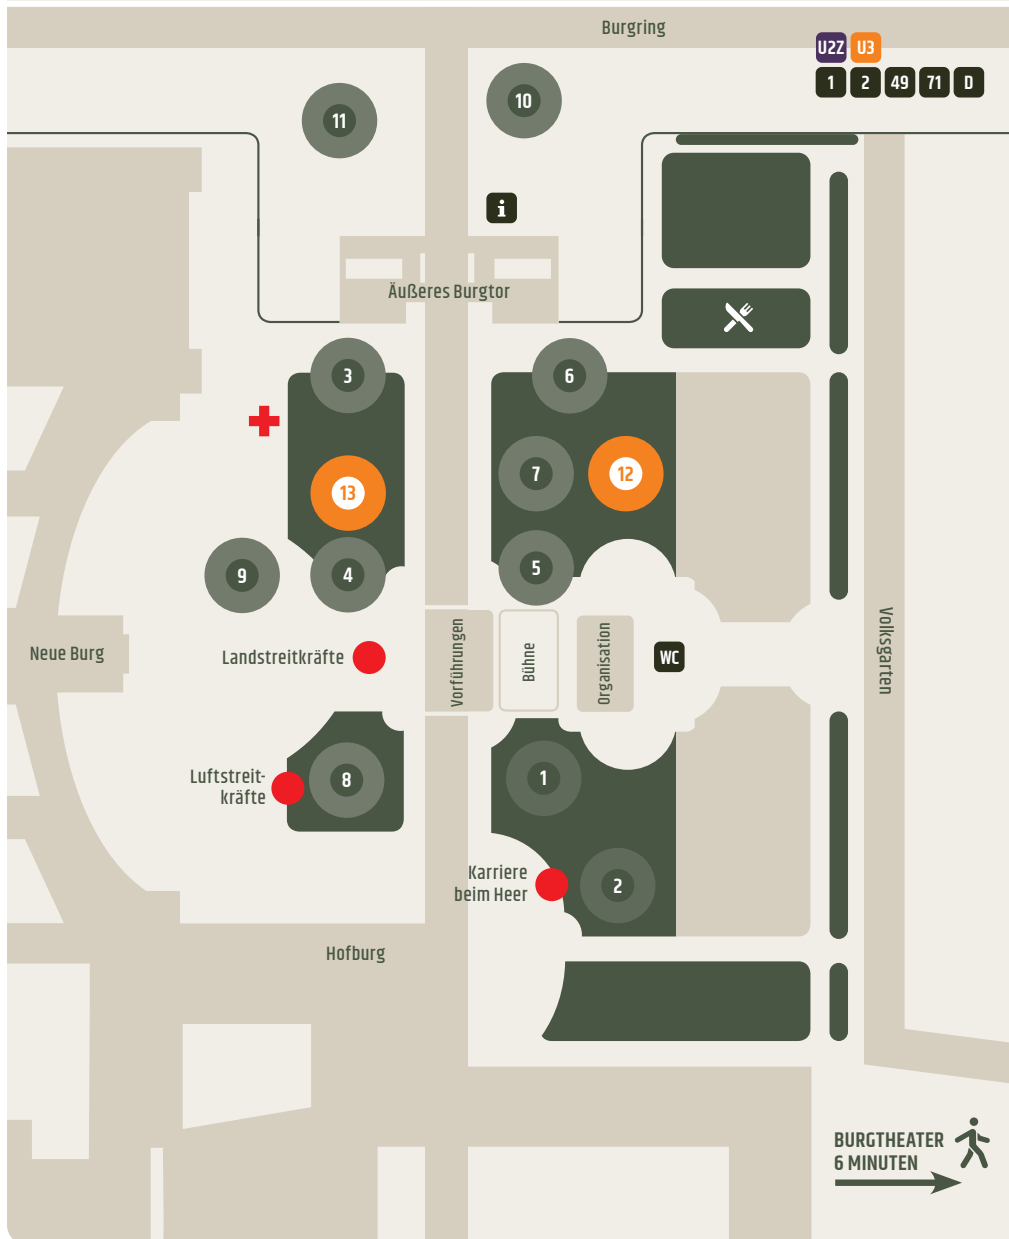 Burgring
U2Z U3
1 2 49 71 D
11
10
i
Äußeres Burgtor
3
6
7
12
13
9
4
5
Neue Burg
Landstreitkräfte
Vorführungen
Bühne
Organisation
WC
Volksgarten
Luftstreit-
kräfte
8
1
Karriere
beim Heer
2
Hofburg
BURGTHEATER
6 MINUTEN